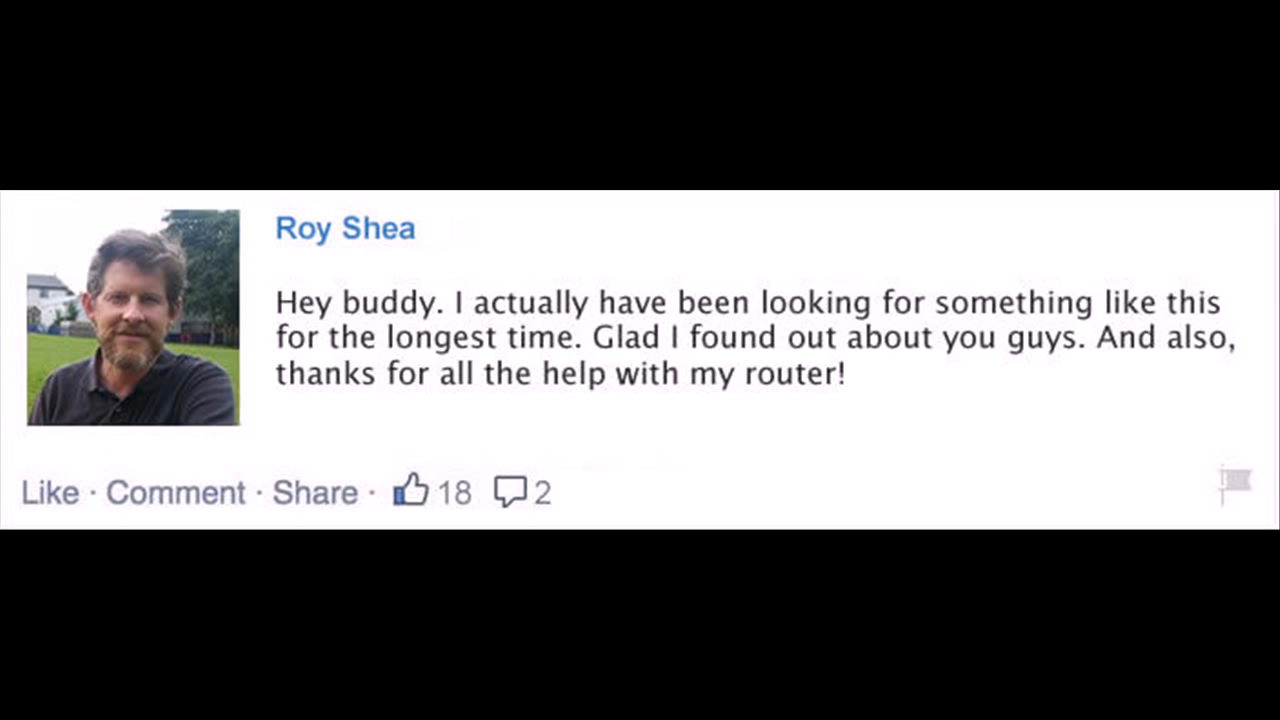 Roy Shea
Hey buddy. I actually have been looking for something like this
for the longest time. Glad I found out about you guys. And also,
thanks for all the help with my router!
Like · Comment · Share · 18 2